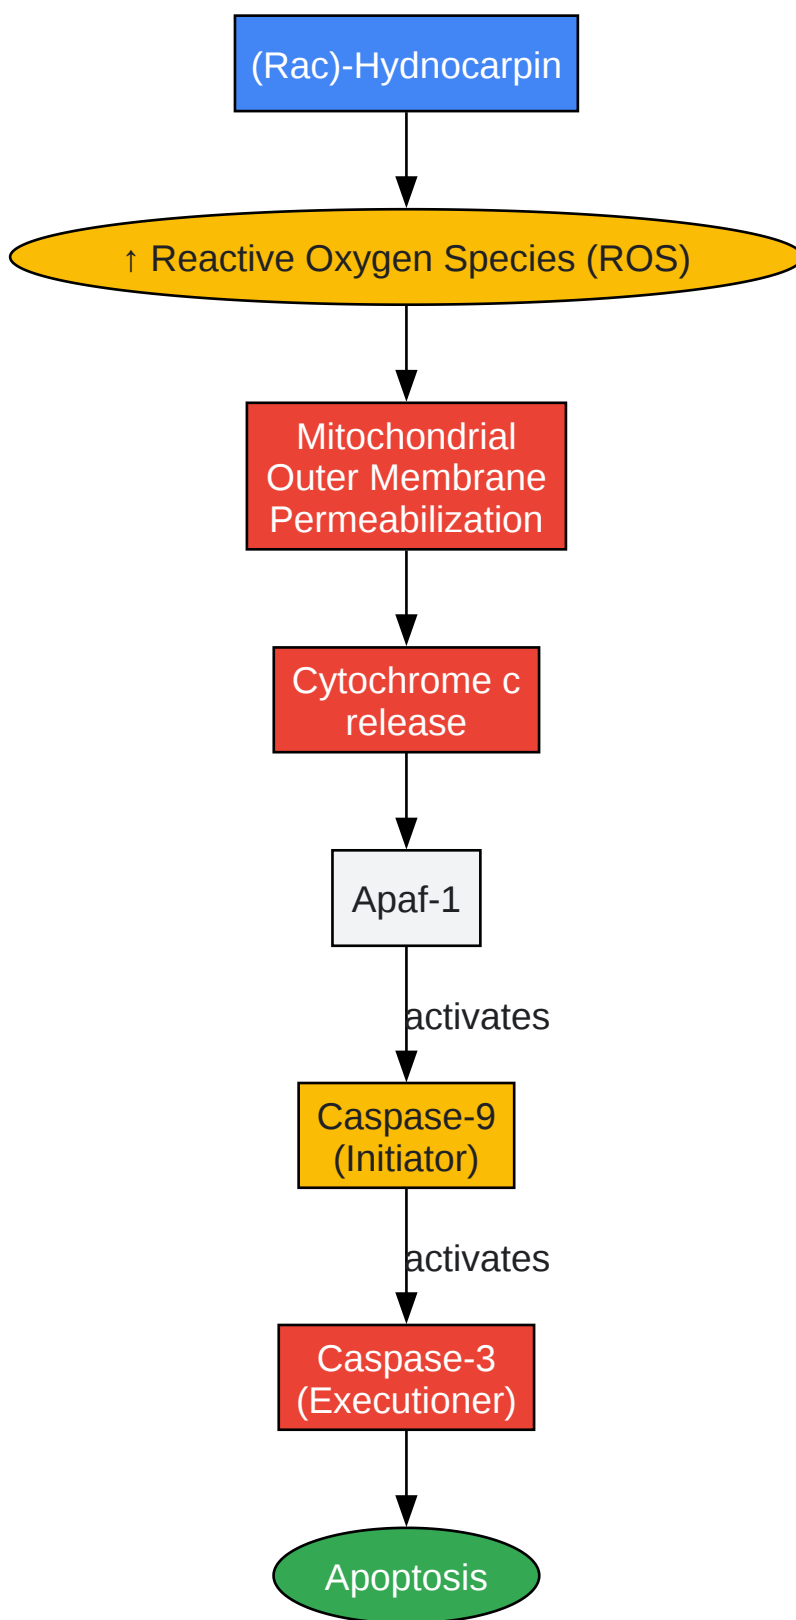 (Rac)-Hydnocarpin
↑ Reactive Oxygen Species (ROS)
Mitochondrial
Outer Membrane
Permeabilization
Cytochrome c
release
Apaf-1
activates
Caspase-9
(Initiator)
activates
Caspase-3
(Executioner)
Apoptosis